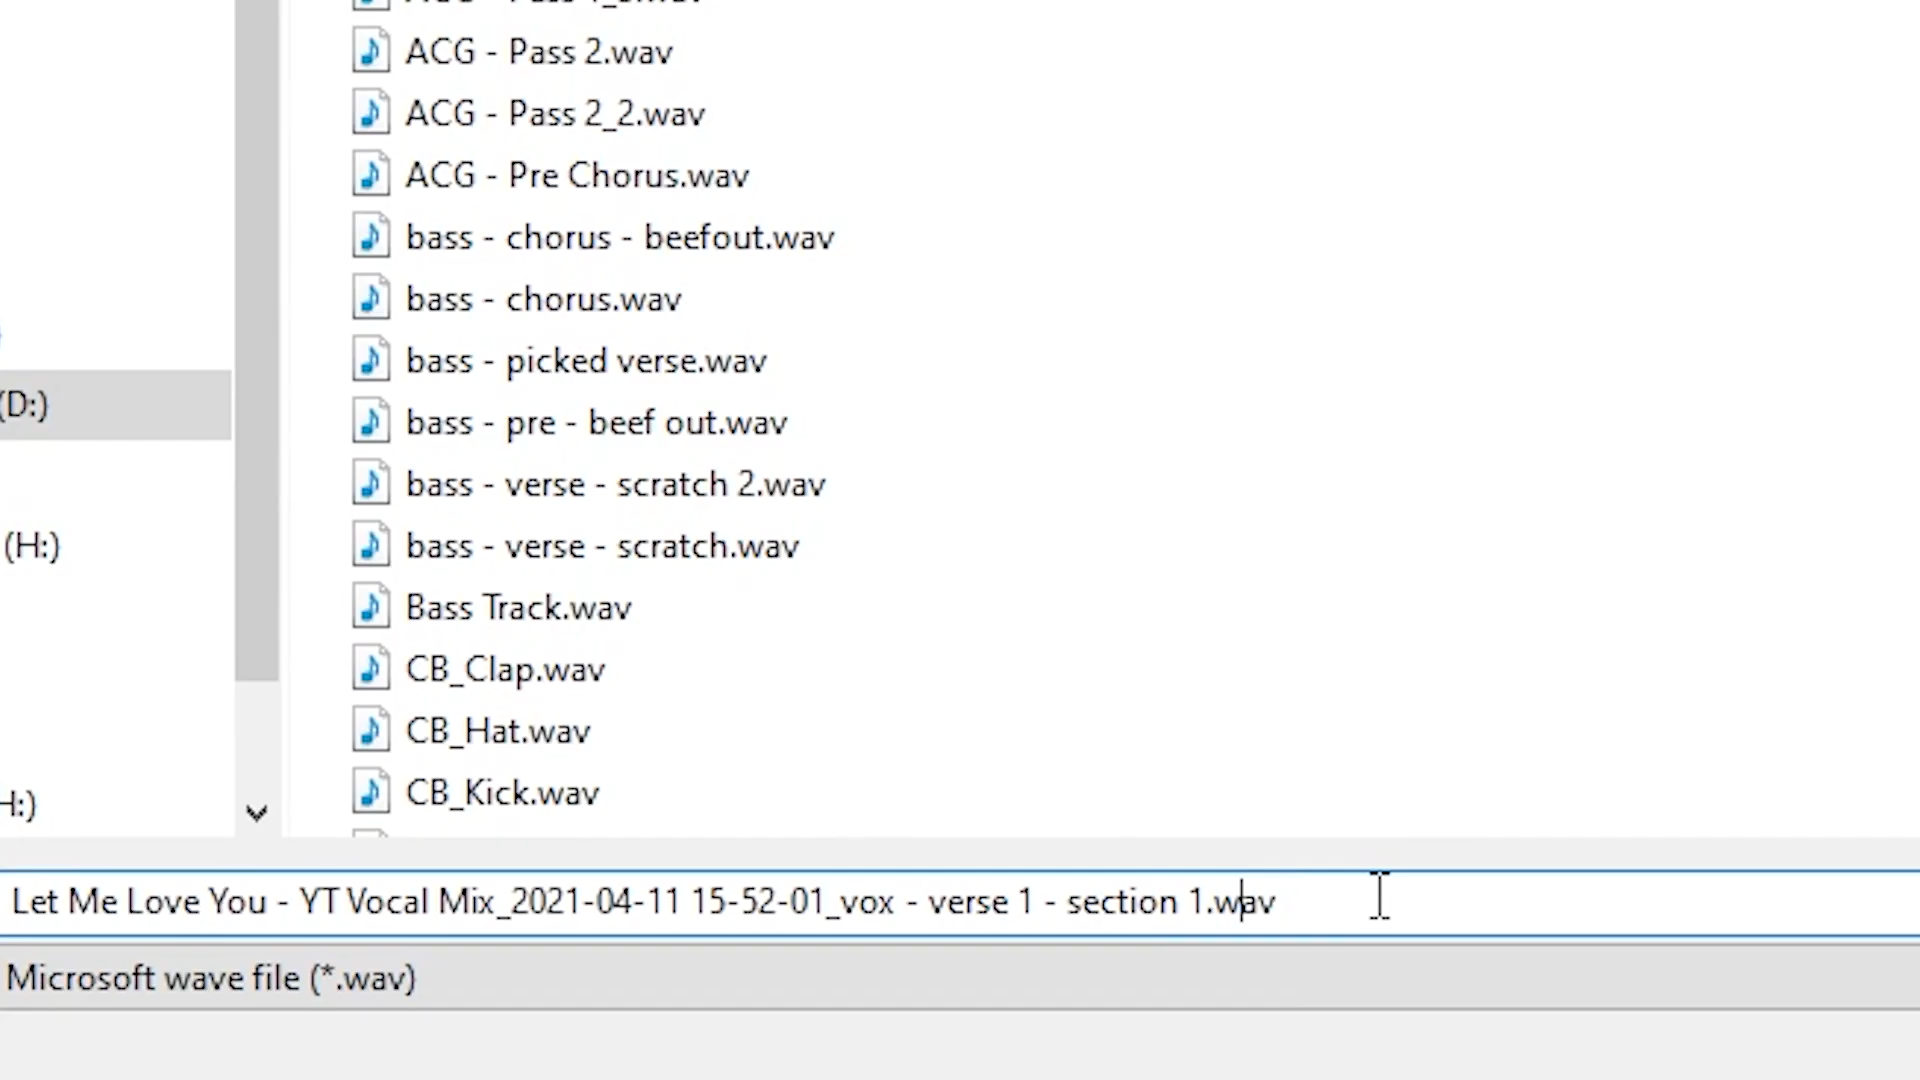 ACG - Pass 2.wav
ACG - Pass 2_2.wav
ACG - Pre Chorus.wav
bass - chorus - beefout.wav
bass - chorus.wav
bass - picked verse.wav
(D:)
bass - pre - beef out.wav
bass - verse - scratch 2.wav
(H:)
bass - verse - scratch.wav
Bass Track.wav
CB_Clap.wav
CB_Hat.wav
H:)
CB_Kick.wav
Let Me Love You - YT Vocal Mix_2021-04-11 15-52-01_vox - verse 1 - section 1.wav
Microsoft wave file (*.wav)